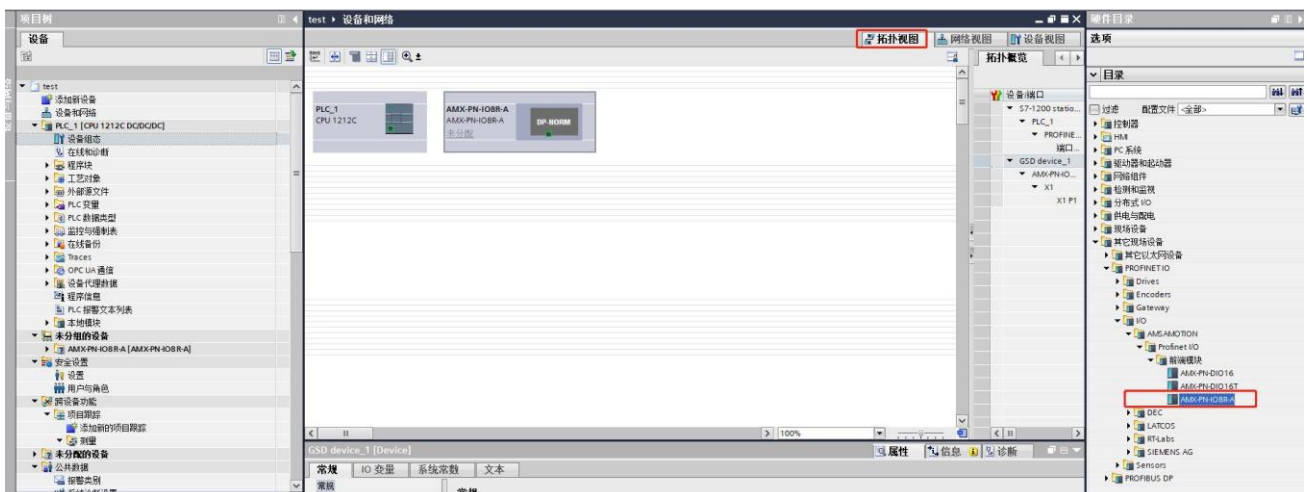 项目树
设备
test
添加新设备
设备和网络
PLC_1 [CPU 1212C DC/DC/DC]
设备组态
在线和诊断
程序块
工艺对象
外部源文件
PLC 变量
PLC 数据类型
监控与强制表
在线备份
Traces
OPC UA 通信
设备代理数据
程序信息
PLC 报警文本列表
本地模块
未分组的设备
AMX-PN-IO8R-A [AMX-PN-IO8R-A]
安全设置
设置
用户与角色
跨设备功能
项目跟踪
添加新的项目跟踪
测量
未分配的设备
公共数据
报警类别
test ▸ 设备和网络
拓扑视图
网络视图
设备视图
PLC_1
CPU 1212C
AMX-PN-IO8R-A
AMX-PN-IO8R-A
未分配
DP-NORM
100%
拓扑概览
设备/端口
S7-1200 statio...
PLC_1
PROFINE...
端口...
GSD device_1
AMX-PN-IO...
X1
X1 P1
GSD device_1 [Device]
属性
信息
诊断
常规
IO 变量
系统常数
文本
常规
常规
硬件目录
选项
目录
过滤
配置文件
<全部>
控制器
HMI
PC 系统
驱动器和起动器
网络组件
检测和监视
分布式 I/O
供电与配电
现场设备
其它现场设备
其它以太网设备
PROFINET IO
Drives
Encoders
Gateway
I/O
AMSAMOTION
Profinet I/O
前端模块
AMX-PN-DIO16
AMX-PN-DIO16T
AMX-PN-IO8R-A
DEC
LATCOS
RT-Labs
SIEMENS AG
Sensors
PROFIBUS DP